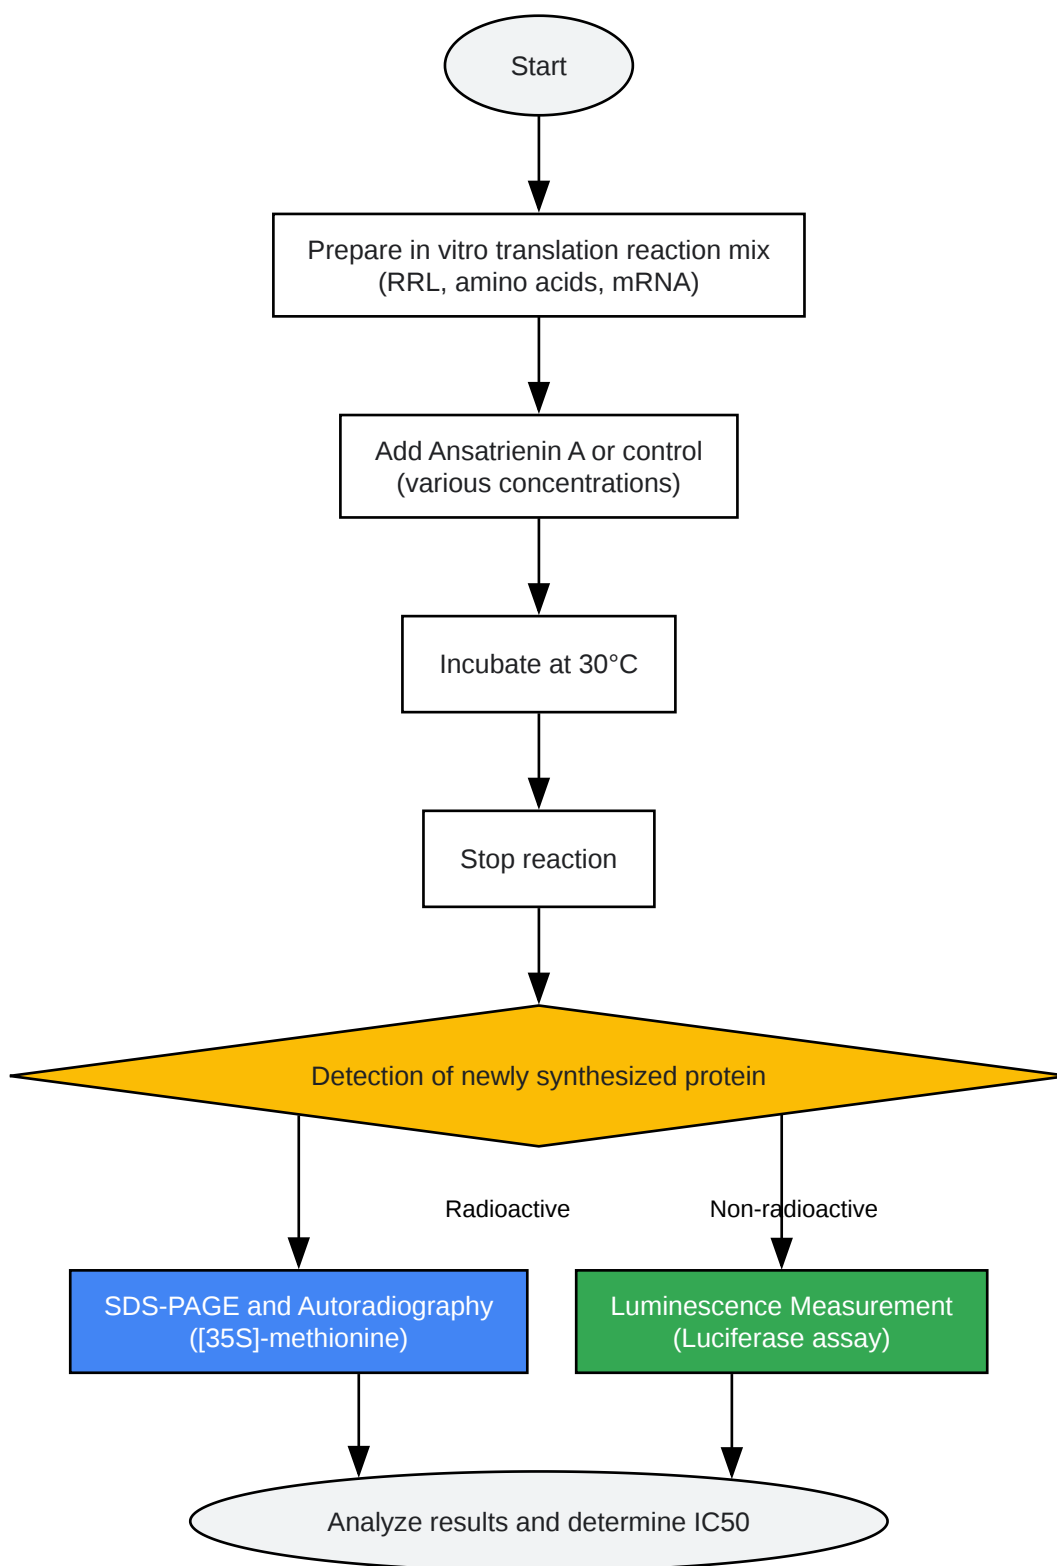 Start
Prepare in vitro translation reaction mix
(RRL, amino acids, mRNA)
Add Ansatrienin A or control
(various concentrations)
Incubate at 30°C
Stop reaction
Detection of newly synthesized protein
Radioactive
Non-radioactive
SDS-PAGE and Autoradiography
([35S]-methionine)
Luminescence Measurement
(Luciferase assay)
Analyze results and determine IC50